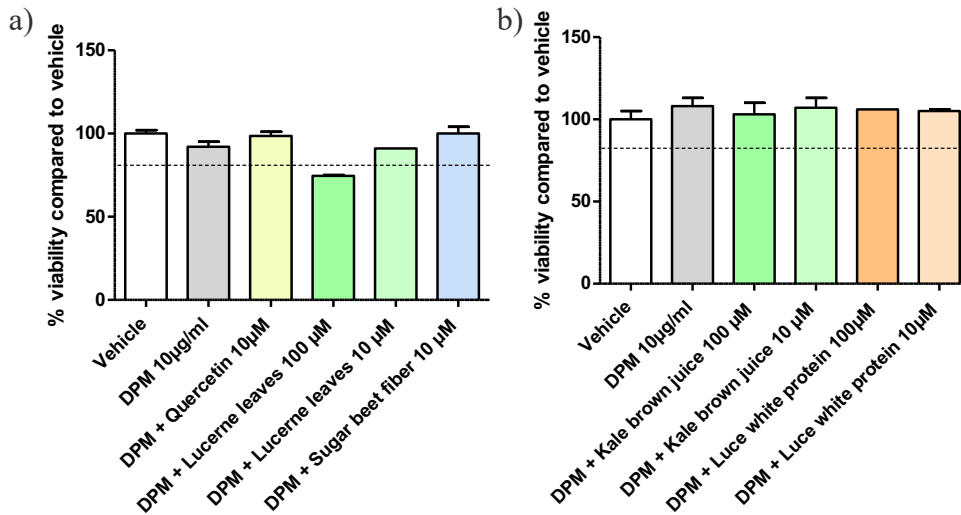 a)
% viability compared to vehicle
150
100
50
0
Vehicle
DPM 10µg/ml
DPM + Quercetin 10µM
DPM + Lucerne leaves 100 µM
DPM + Lucerne leaves 10 µM
DPM + Sugar beet fiber 10 µM
b)
% viability compared to vehicle
150
100
50
0
Vehicle
DPM 10µg/ml
DPM + Kale brown juice 100 µM
DPM + Kale brown juice 10 µM
DPM + Luce white protein 100µM
DPM + Luce white protein 10µM